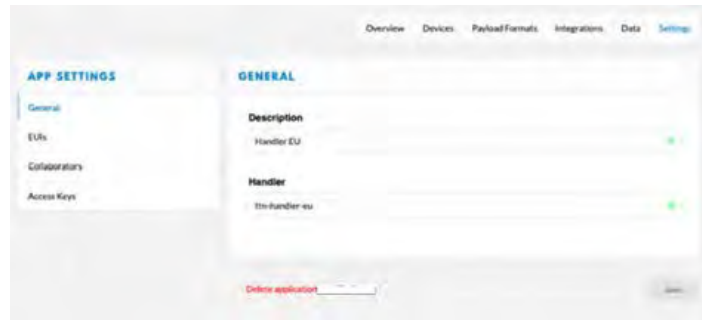 Overview Devices Payload Formats Integrations Data Settings
APP SETTINGS
General
EUIs
Collaborators
Access Keys
GENERAL
Description
Handler EU
Handler
ttn-handler-eu
Delete application